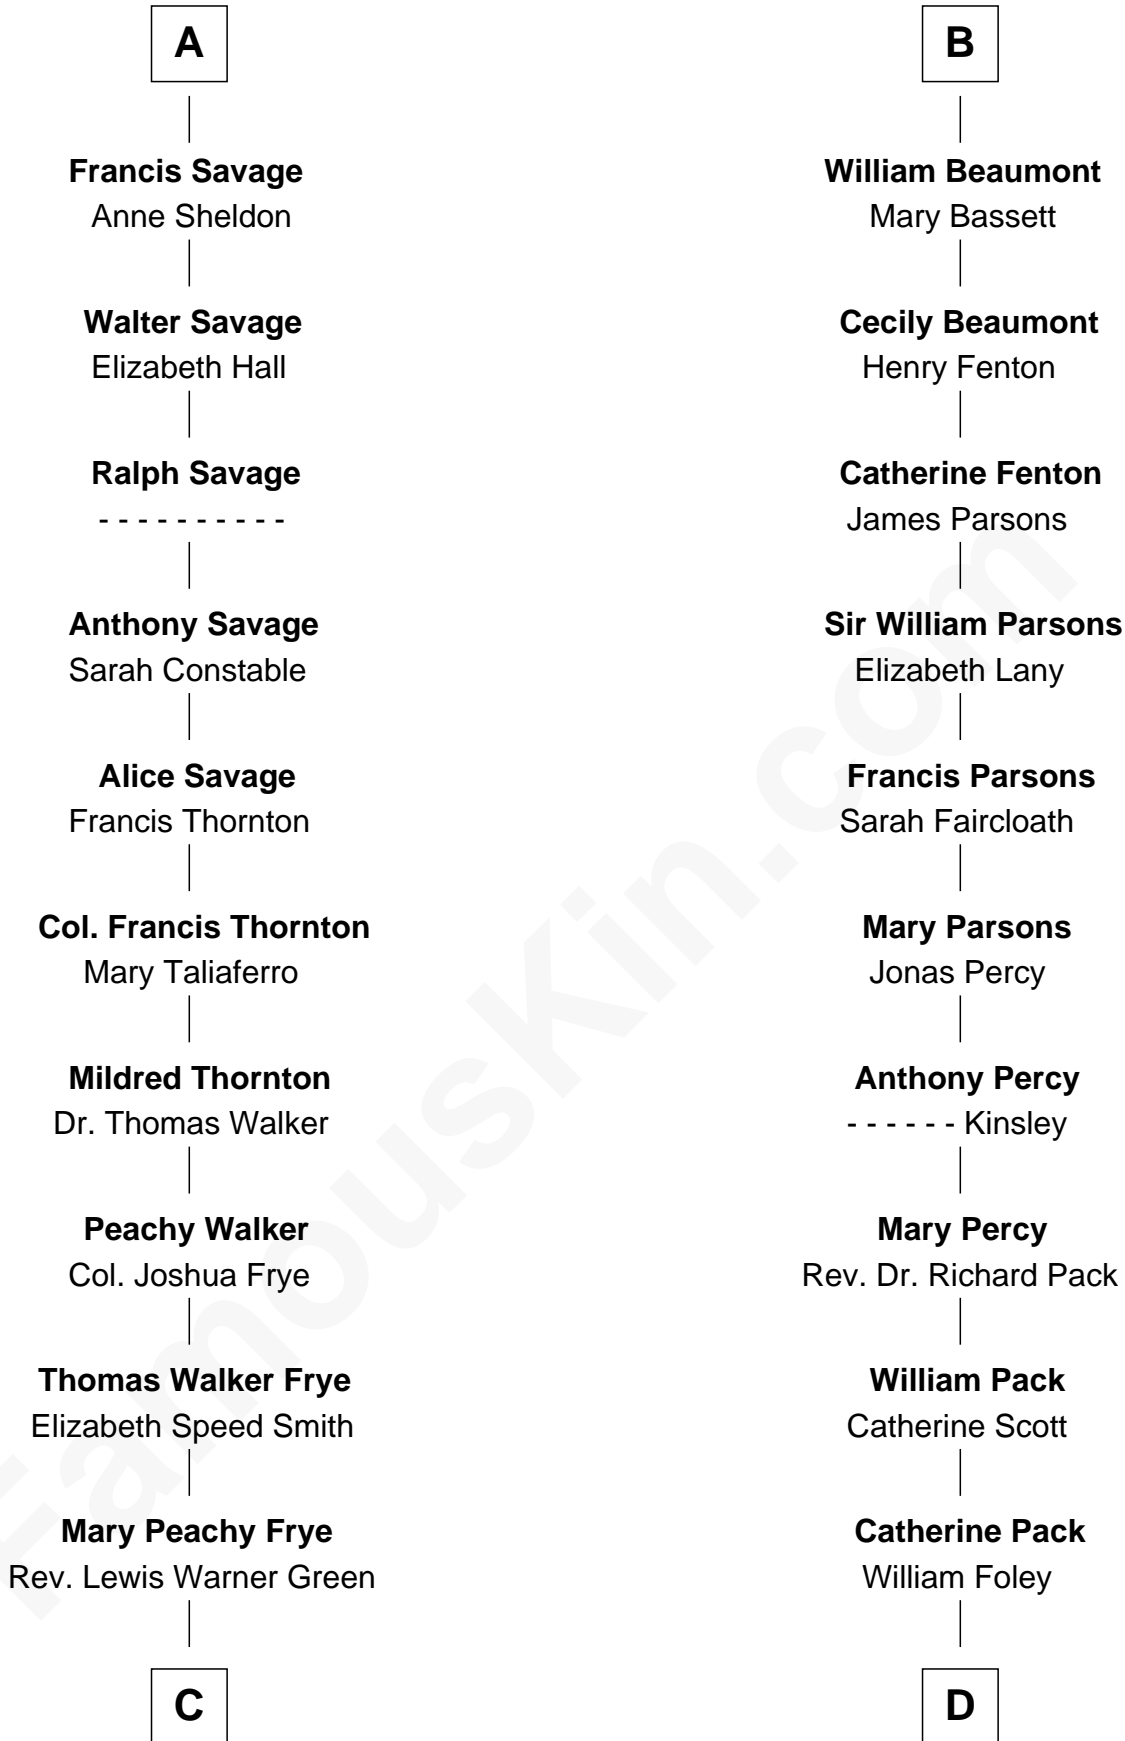 A
Francis Savage
Anne Sheldon
Walter Savage
Elizabeth Hall
Ralph Savage
- - - - - - - - - -
Anthony Savage
Sarah Constable
Alice Savage
Francis Thornton
Col. Francis Thornton
Mary Taliaferro
Mildred Thornton
Dr. Thomas Walker
Peachy Walker
Col. Joshua Frye
Thomas Walker Frye
Elizabeth Speed Smith
Mary Peachy Frye
Rev. Lewis Warner Green
C
B
William Beaumont
Mary Bassett
Cecily Beaumont
Henry Fenton
Catherine Fenton
James Parsons
Sir William Parsons
Elizabeth Lany
Francis Parsons
Sarah Faircloath
Mary Parsons
Jonas Percy
Anthony Percy
- - - - - - Kinsley
Mary Percy
Rev. Dr. Richard Pack
William Pack
Catherine Scott
Catherine Pack
William Foley
D
FamousKin.com